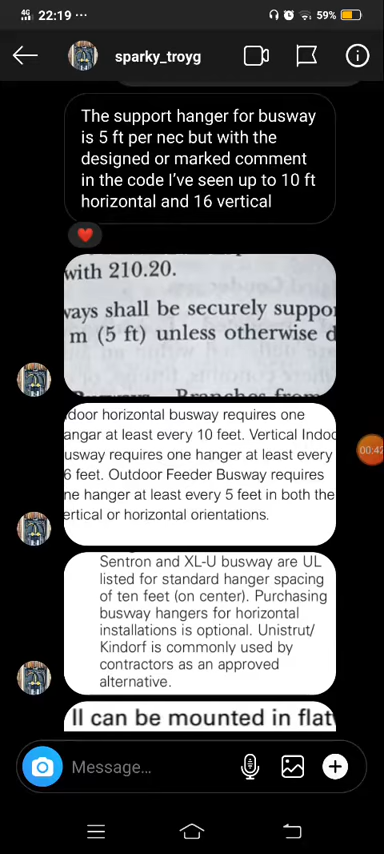 4G 22:19 ... 59%
sparky_troyg
The support hanger for busway
is 5 ft per nec but with the
designed or marked comment
in the code I've seen up to 10 ft
horizontal and 16 vertical
with 210.20.
ways shall be securely suppo
m (5 ft) unless otherwise d
door horizontal busway requires one
angar at least every 10 feet. Vertical Indoo
usway requires one hanger at least every
6 feet. Outdoor Feeder Busway requires
ne hanger at least every 5 feet in both the
ertical or horizontal orientations.
00:42
Sentron and XL-U busway are UL
listed for standard hanger spacing
of ten feet (on center). Purchasing
busway hangers for horizontal
installations is optional. Unistrut/
Kindorf is commonly used by
contractors as an approved
alternative.
ll can be mounted in flat
Message...